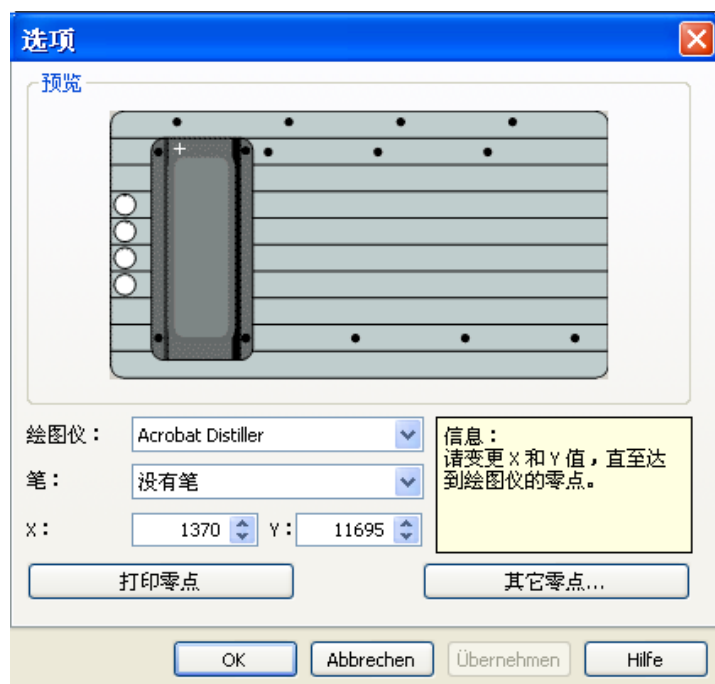 选项
预览
绘图仪：
Acrobat Distiller
笔：
没有笔
X：
1370
Y：
11695
信息：
请变更 X 和 Y 值，直至达
到绘图仪的零点。
打印零点
其它零点...
OK
Abbrechen
Übernehmen
Hilfe